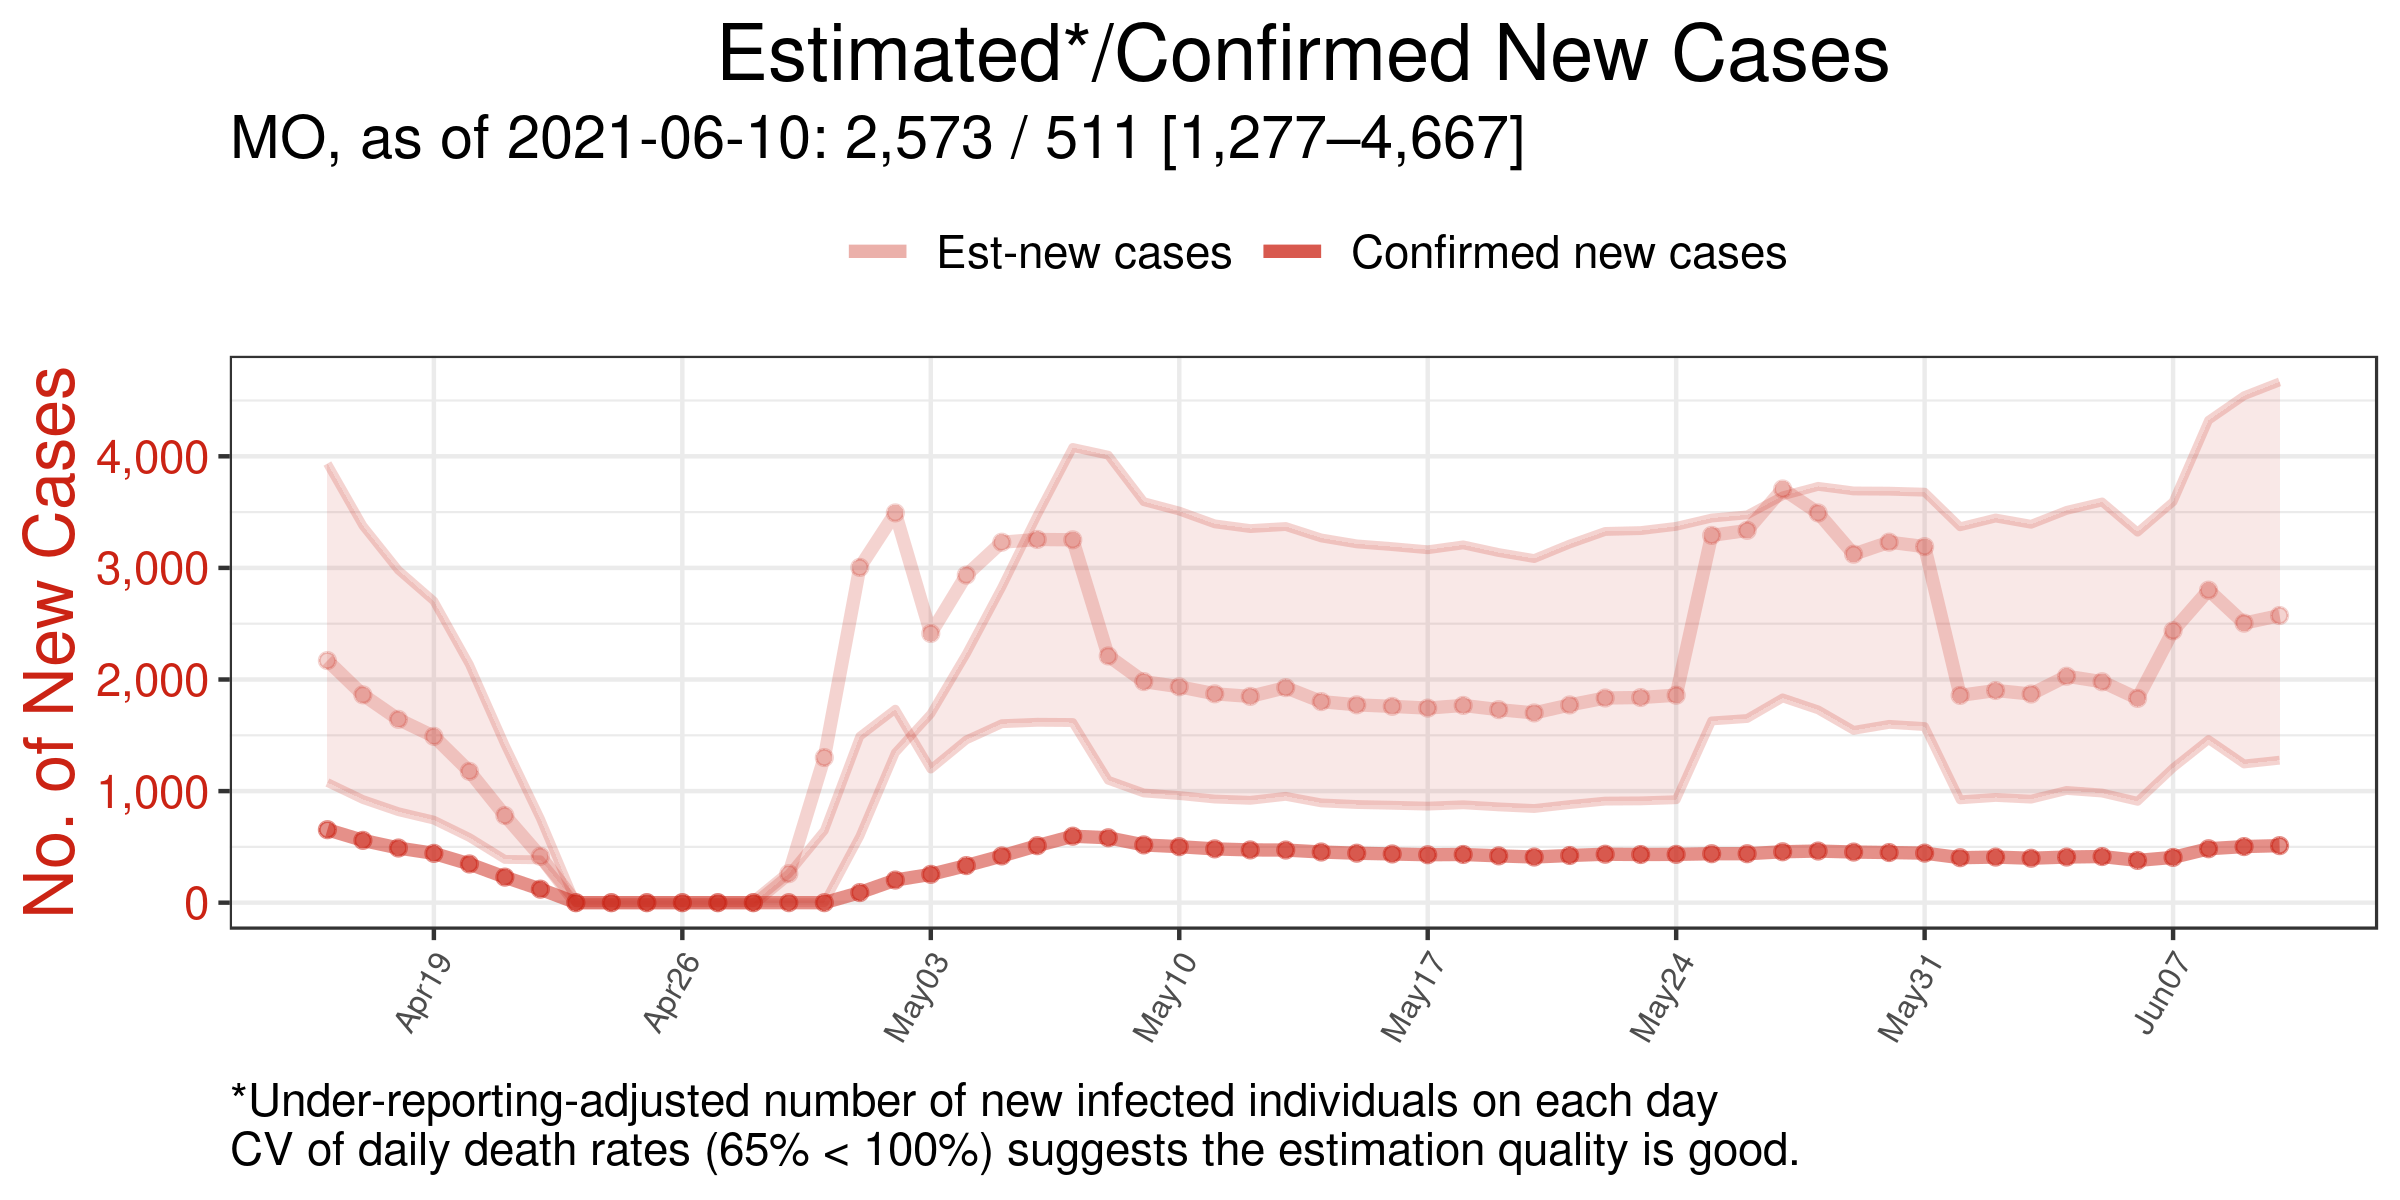 Estimated*/Confirmed New Cases
MO, as of 2021-06-10: 2,573 / 511 [1,277–4,667]
Est-new cases
Confirmed new cases
No. of New Cases
4,000
3,000
2,000
1,000
0
Apr19
Apr26
May03
May10
May17
May24
May31
Jun07
*Under-reporting-adjusted number of new infected individuals on each day
CV of daily death rates (65% < 100%) suggests the estimation quality is good.